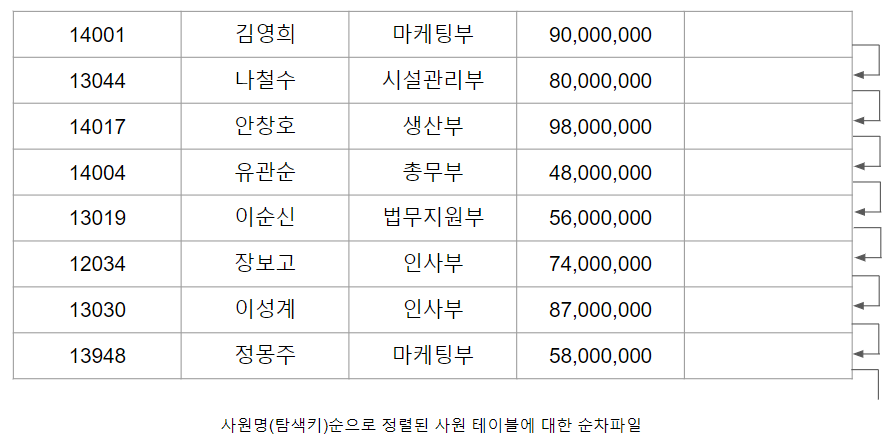 14001 김영희 마케팅부 90,000,000
13044 나철수 시설관리부 80,000,000
14017 안창호 생산부 98,000,000
14004 유관순 총무부 48,000,000
13019 이순신 법무지원부 56,000,000
12034 장보고 인사부 74,000,000
13030 이성계 인사부 87,000,000
13948 정몽주 마케팅부 58,000,000
사원명(탐색키)순으로 정렬된 사원 테이블에 대한 순차파일